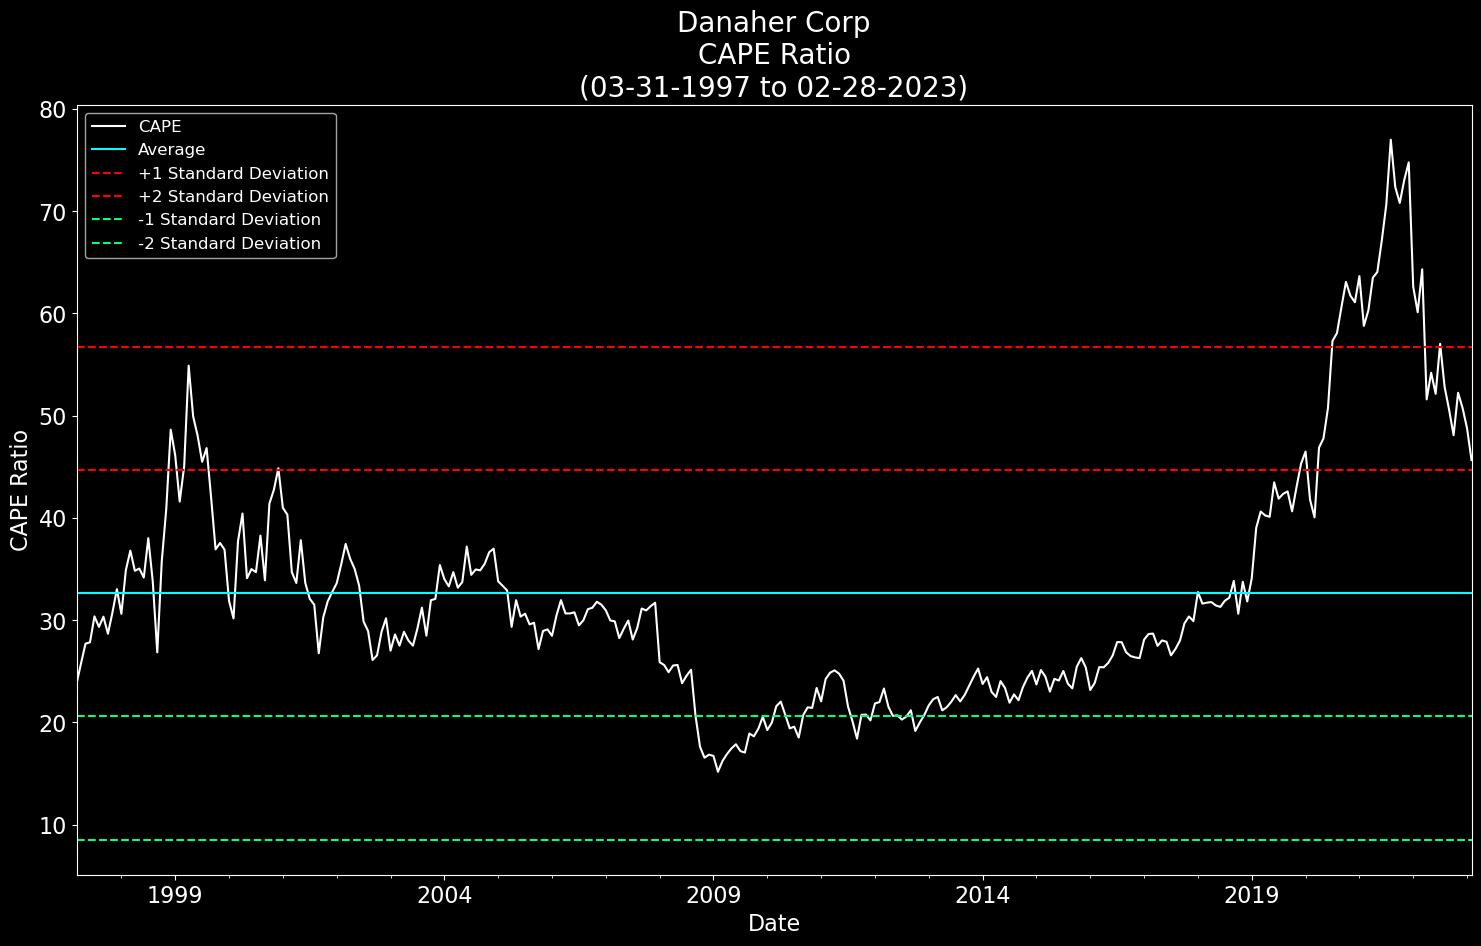 Danaher Corp
CAPE Ratio
(03-31-1997 to 02-28-2023)
CAPE
Average
+1 Standard Deviation
+2 Standard Deviation
-1 Standard Deviation
-2 Standard Deviation
80
70
60
50
40
30
20
10
CAPE Ratio
1999 2004 2009 2014 2019
Date